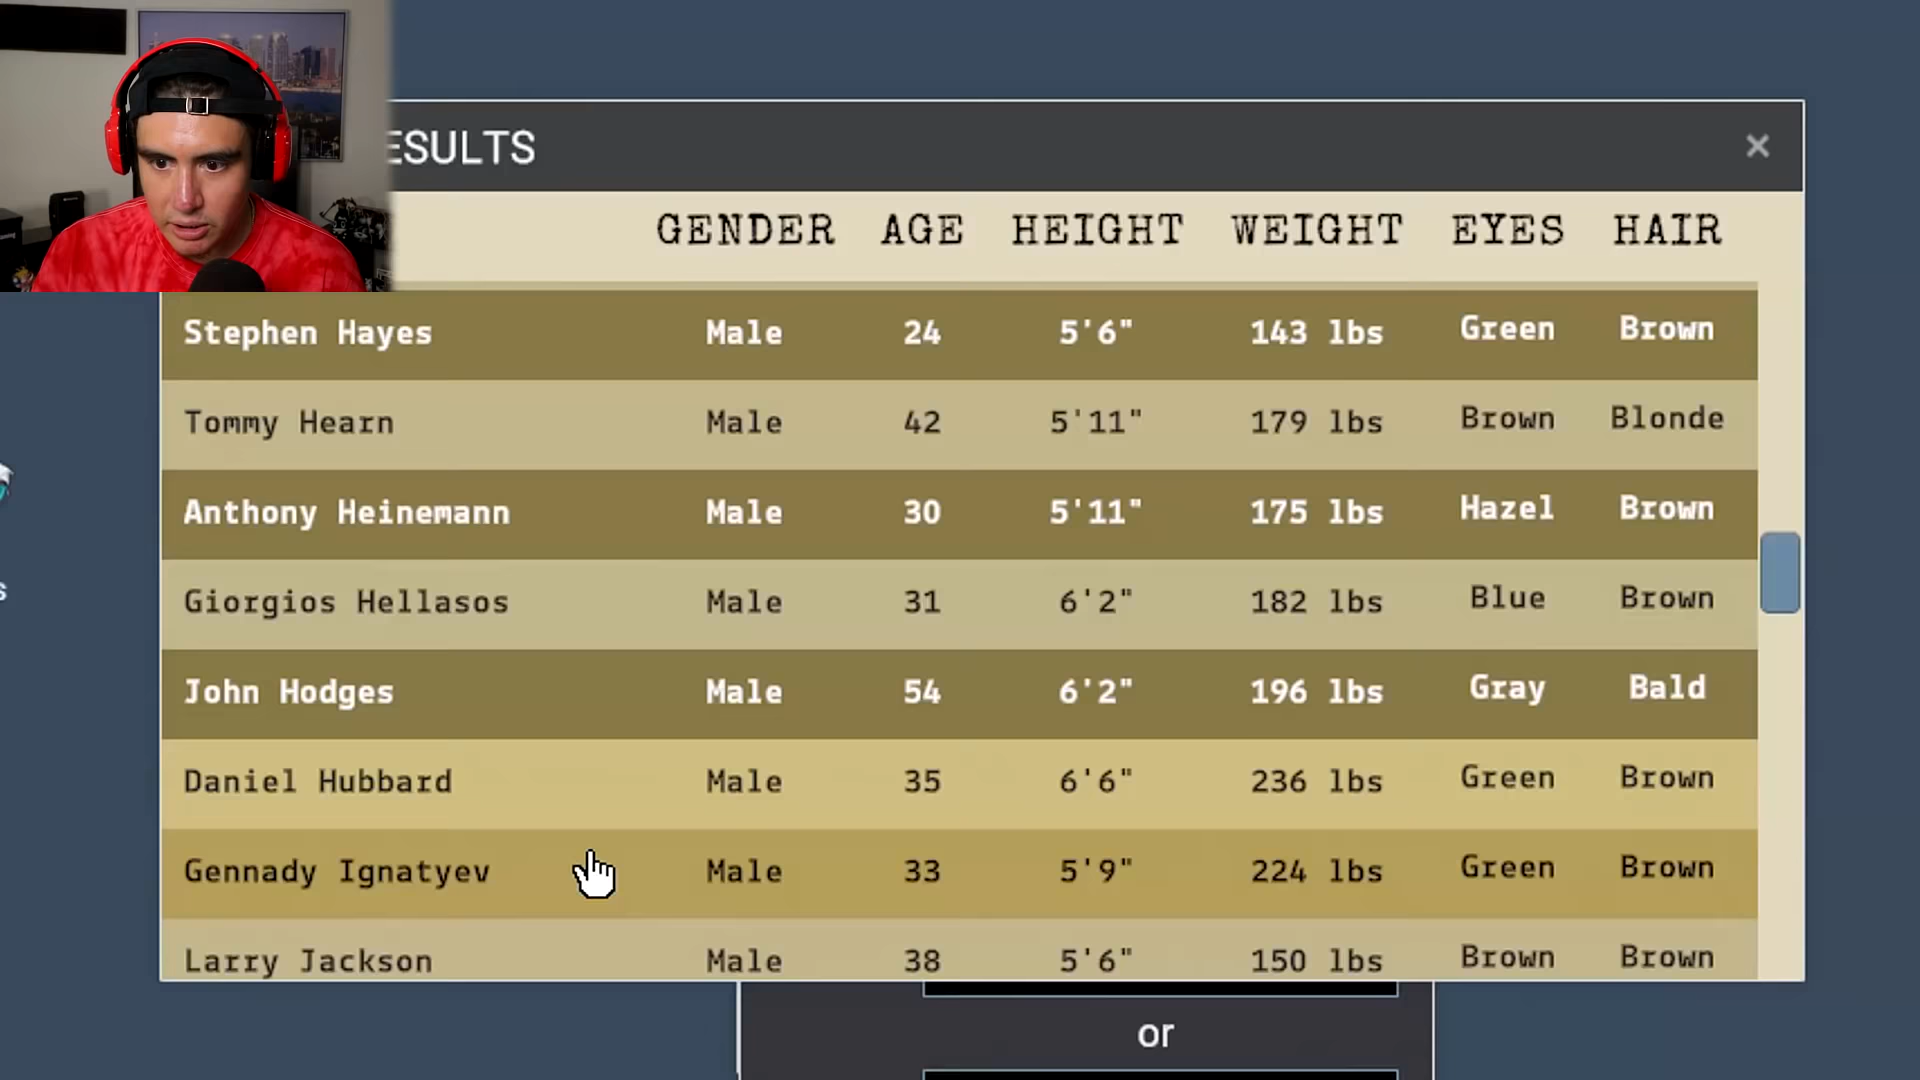 ESULTS
×
GENDER AGE HEIGHT WEIGHT EYES HAIR
Stephen Hayes Male 24 5'6" 143 lbs Green Brown
Tommy Hearn Male 42 5'11" 179 lbs Brown Blonde
Anthony Heinemann Male 30 5'11" 175 lbs Hazel Brown
Giorgios Hellasos Male 31 6'2" 182 lbs Blue Brown
John Hodges Male 54 6'2" 196 lbs Gray Bald
Daniel Hubbard Male 35 6'6" 236 lbs Green Brown
Gennady Ignatyev Male 33 5'9" 224 lbs Green Brown
Larry Jackson Male 38 5'6" 150 lbs Brown Brown
s
or